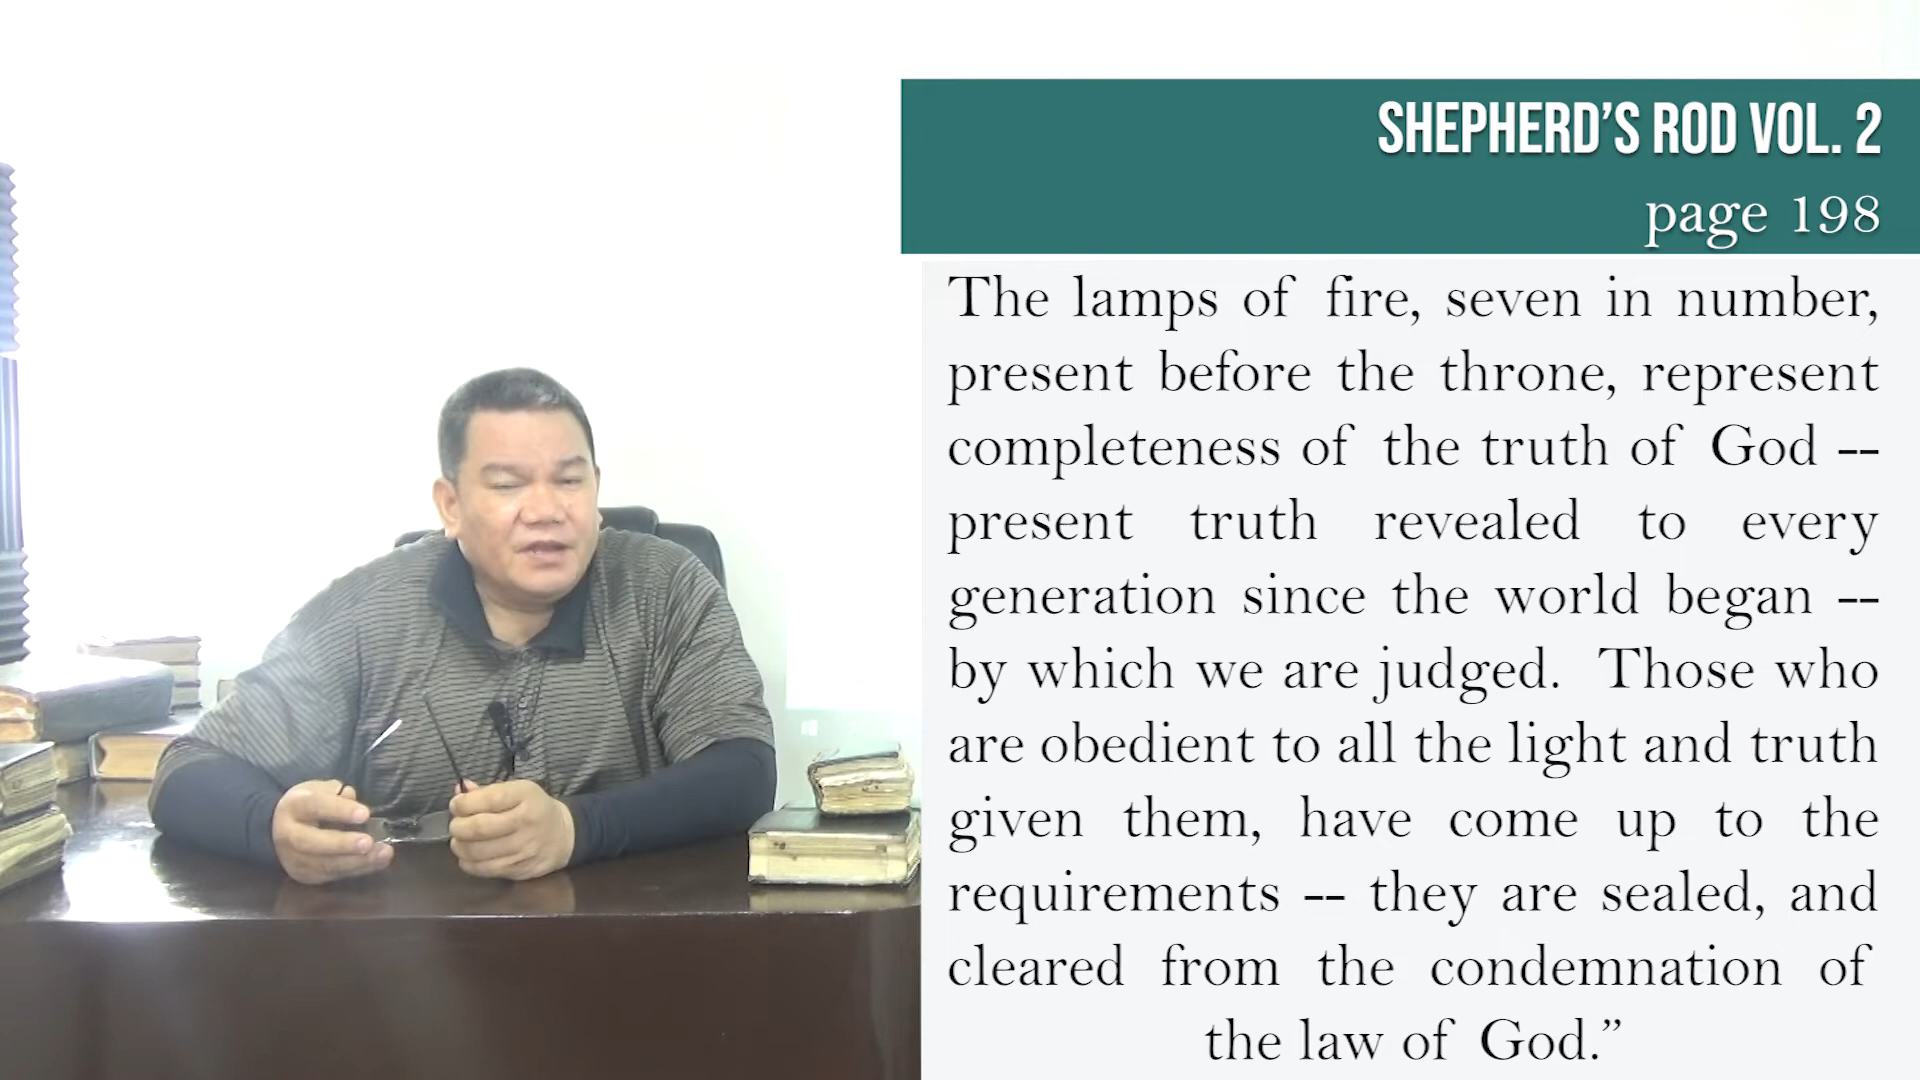 SHEPHERD’S ROD VOL. 2
page 198
The lamps of fire, seven in number,
present before the throne, represent
completeness of the truth of God --
present truth revealed to every
generation since the world began --
by which we are judged. Those who
are obedient to all the light and truth
given them, have come up to the
requirements -- they are sealed, and
cleared from the condemnation of
the law of God.”